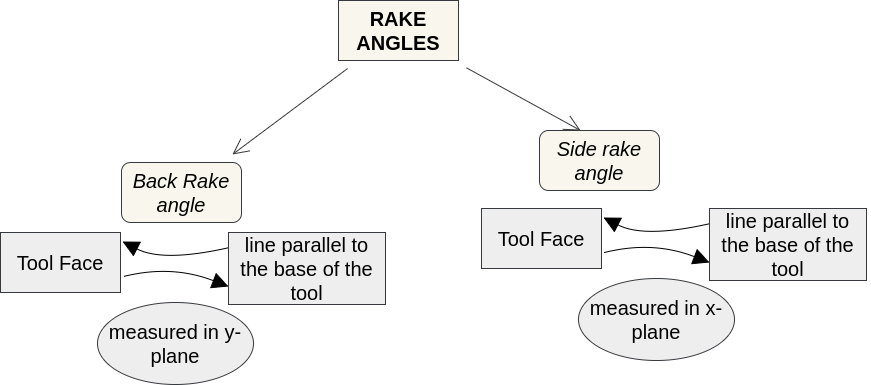 RAKE
ANGLES
Back Rake
angle
Tool Face
line parallel to
the base of the
tool
measured in y-
plane
Side rake
angle
Tool Face
line parallel to
the base of the
tool
measured in x-
plane